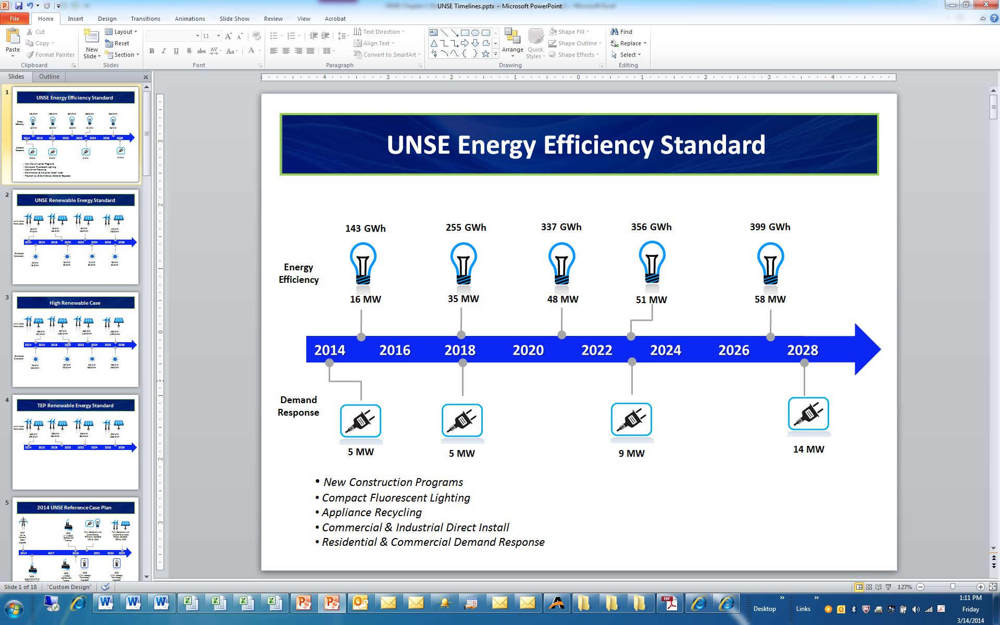 UNSE Timelines.pptx - Microsoft PowerPoint
File Home Insert Design Transitions Animations Slide Show Review View Acrobat
Paste
Cut
Copy
Format Painter
Clipboard
New Slide
Layout
Reset
Section
Slides
11
Font
Text Direction
Align Text
Convert to SmartArt
Paragraph
Arrange
Quick Styles
Shape Fill
Shape Outline
Shape Effects
Drawing
Find
Replace
Select
Editing
Slides Outline
1
UNSE Energy Efficiency Standard
2
UNSE Renewable Energy Standard
3
High Renewable Case
4
TEP Renewable Energy Standard
5
2014 UNSE Reference Case Plan
UNSE Energy Efficiency Standard
143 GWh 255 GWh 337 GWh 356 GWh 399 GWh
Energy
Efficiency
16 MW 35 MW 48 MW 51 MW 58 MW
2014 2016 2018 2020 2022 2024 2026 2028
Demand
Response
5 MW 5 MW 9 MW 14 MW
• New Construction Programs
• Compact Fluorescent Lighting
• Appliance Recycling
• Commercial & Industrial Direct Install
• Residential & Commercial Demand Response
Slide 1 of 18 "Custom Design" 127%
Desktop Links
1:11 PM
Friday
3/14/2014